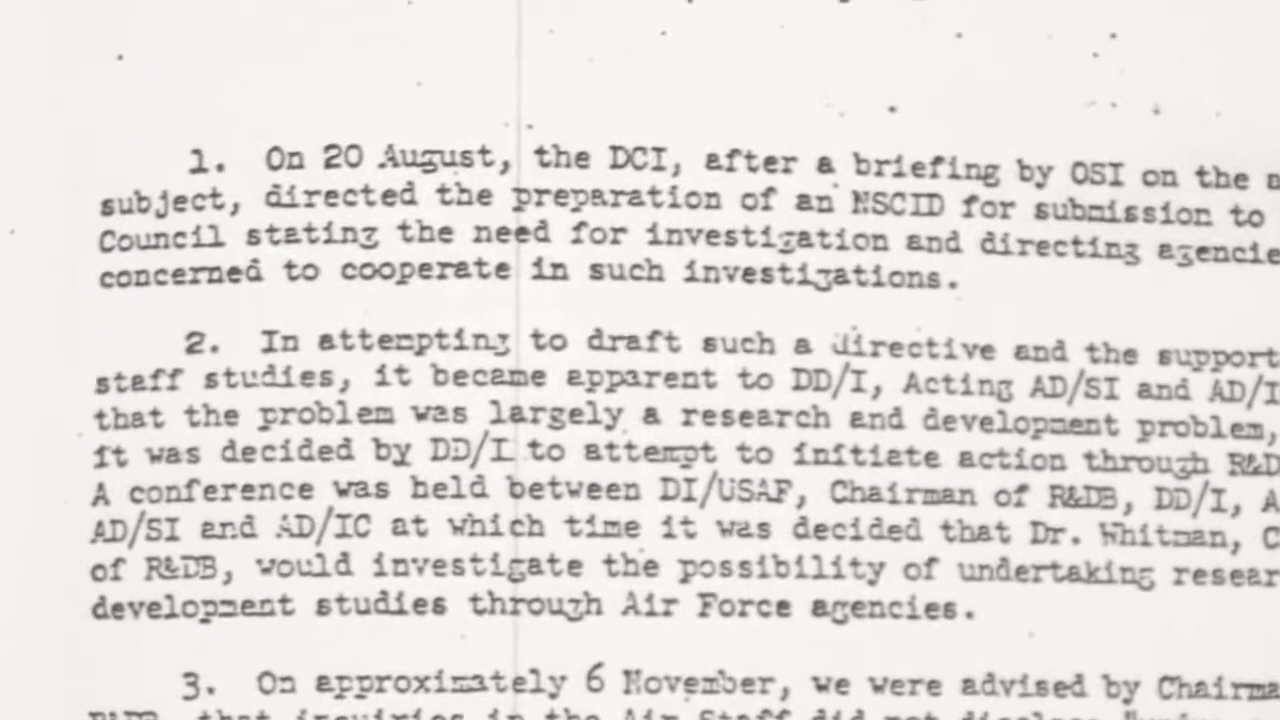 1. On 20 August, the DCI, after a briefing by OSI on the
subject, directed the preparation of an NSCID for submission to
Council stating the need for investigation and directing agencie
concerned to cooperate in such investigations.
2. In attempting to draft such a directive and the support
staff studies, it became apparent to DD/I, Acting AD/SI and AD/I
that the problem was largely a research and development problem,
it was decided by DD/I to attempt to initiate action through R&D
A conference was held between DI/USAF, Chairman of R&DB, DD/I, A
AD/SI and AD/IC at which time it was decided that Dr. Whitman, C
of R&DB, would investigate the possibility of undertaking resear
development studies through Air Force agencies.
3. On approximately 6 November, we were advised by Chairma